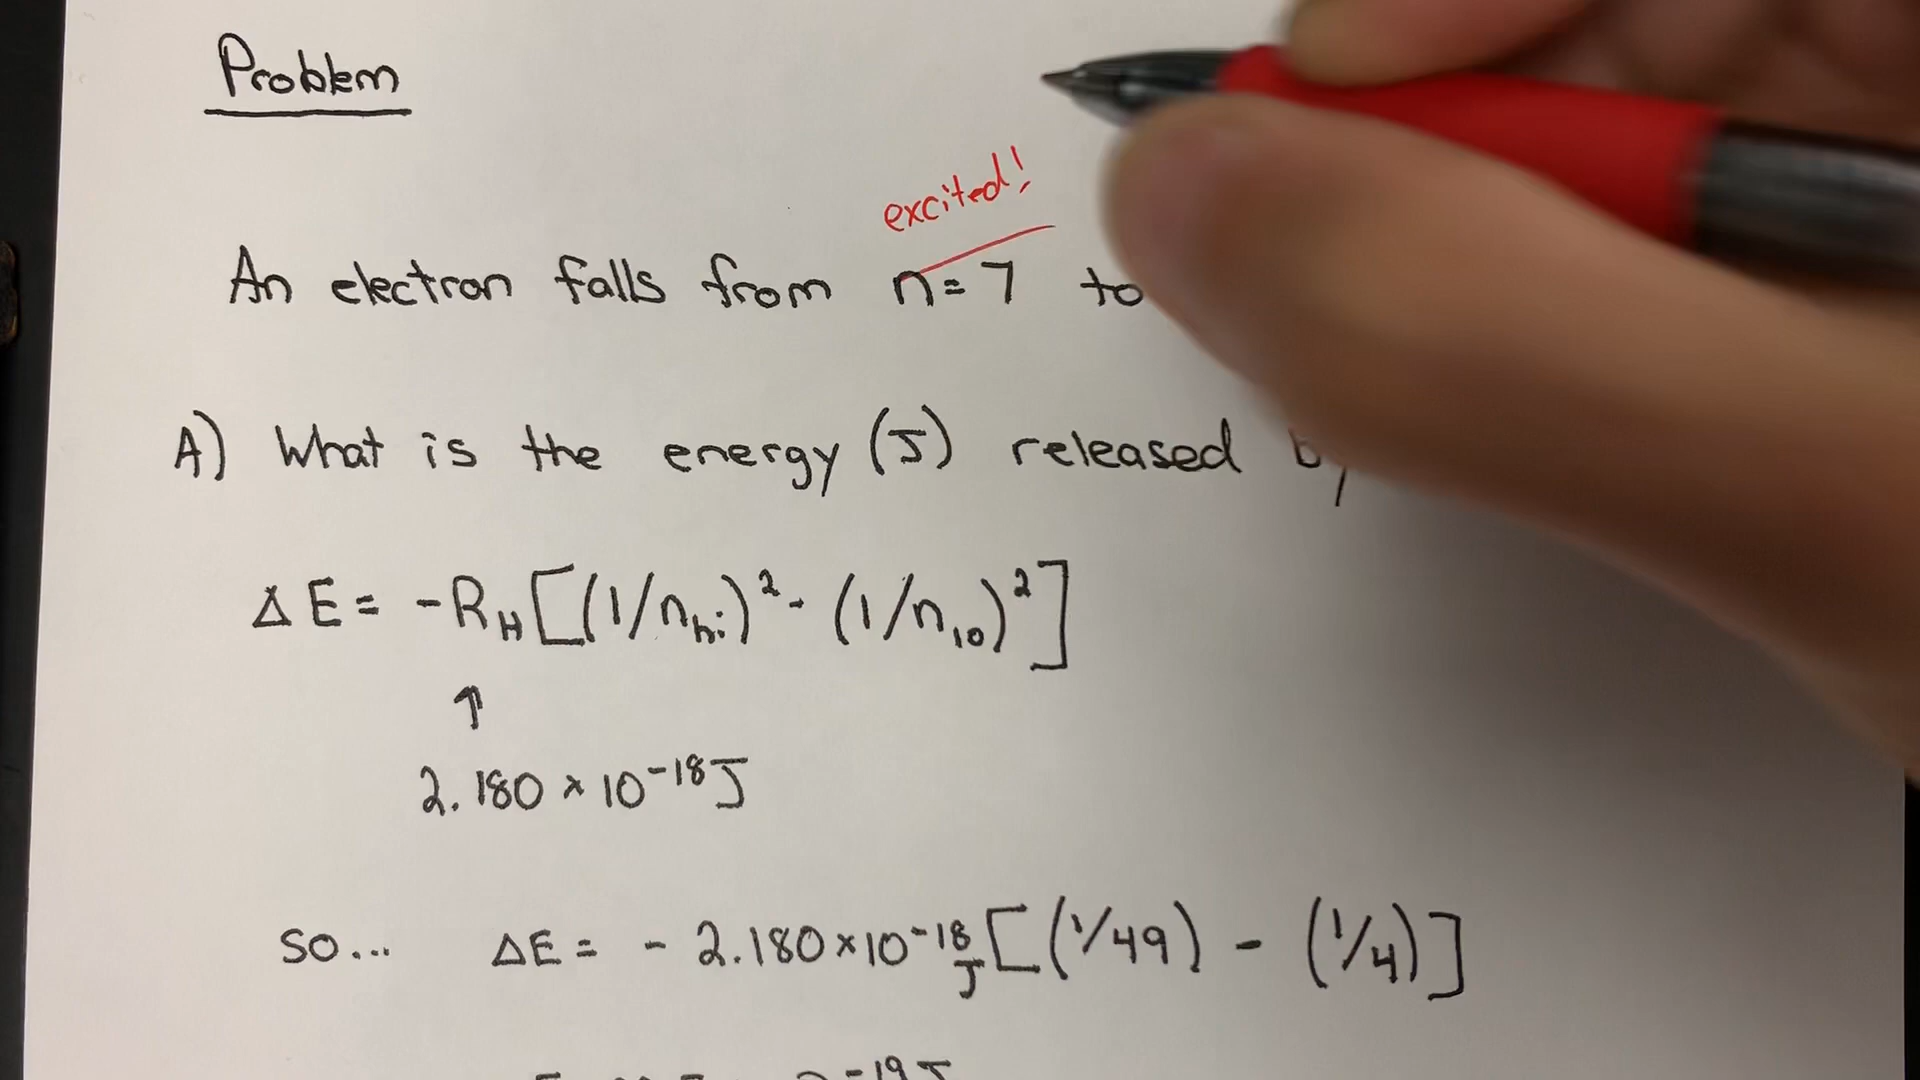 Problem
excited!
An electron falls from n=7 to
A) What is the energy (J) released by
ΔE = -R_H [(1/n_hi)² - (1/n_lo)²]
↑
2.180 × 10⁻¹⁸ J
SO... ΔE = - 2.180×10⁻¹⁸ J [(1/49) - (1/4)]